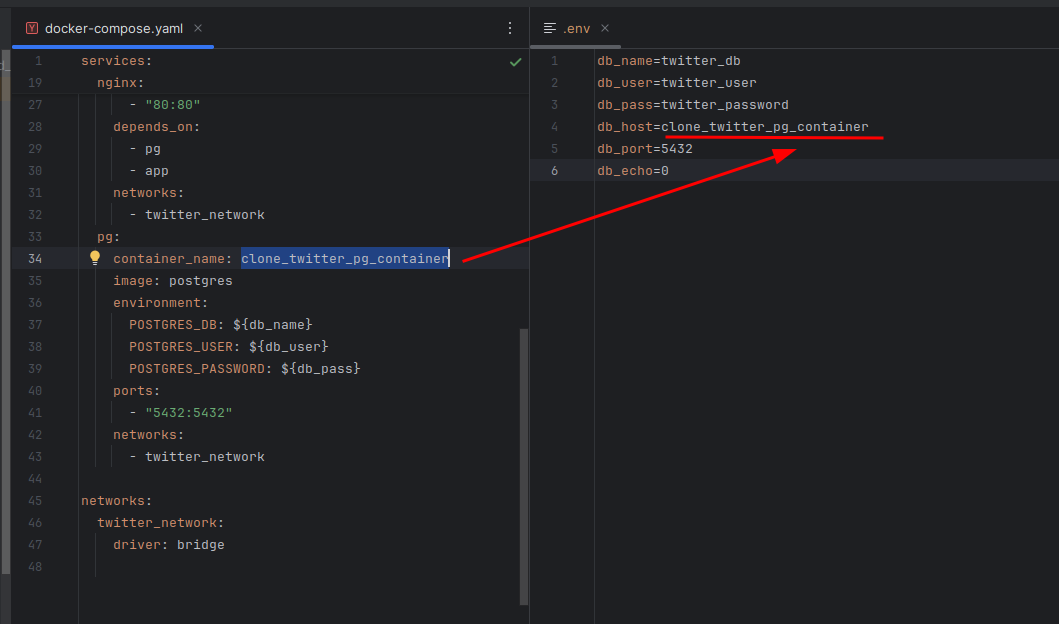 docker-compose.yaml
1 services:
19 nginx:
27 - "80:80"
28 depends_on:
29 - pg
30 - app
31 networks:
32 - twitter_network
33 pg:
34 container_name: clone_twitter_pg_container
35 image: postgres
36 environment:
37 POSTGRES_DB: ${db_name}
38 POSTGRES_USER: ${db_user}
39 POSTGRES_PASSWORD: ${db_pass}
40 ports:
41 - "5432:5432"
42 networks:
43 - twitter_network
44
45 networks:
46 twitter_network:
47 driver: bridge
48
.env
1 db_name=twitter_db
2 db_user=twitter_user
3 db_pass=twitter_password
4 db_host=clone_twitter_pg_container
5 db_port=5432
6 db_echo=0